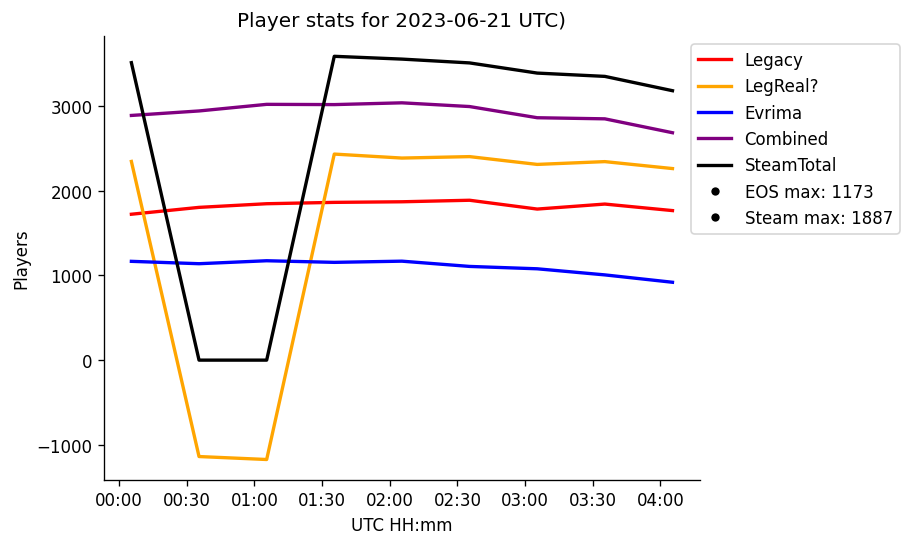 Player stats for 2023-06-21 UTC)
Legacy
LegReal?
Evrima
Combined
SteamTotal
EOS max: 1173
Steam max: 1887
Players
3000
2000
1000
0
−1000
00:00 00:30 01:00 01:30 02:00 02:30 03:00 03:30 04:00
UTC HH:mm